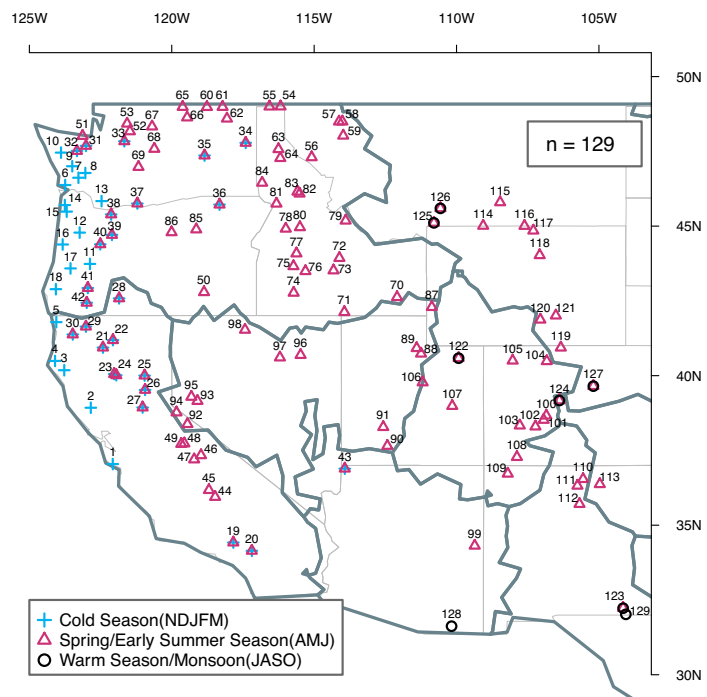 125W 120W 115W 110W 105W
50N
65 60 61 55 54
53 67 66 62 57 58
51 52 59
10 32 31 33 68 35 34 63 56
9 7 8 69 64
6 84 83 82
13 37 36 81 126 115
14 38 79 125
15 12 39 86 85 78 80 114 116 117
45N
16 40 77 72 118
17 11 75 76 73
18 41 50 74 70
42 28 71 87 120 121
5 29 98
30 21 22 97 96 89 88 119
4 3 23 24 25 122 105 104
40N
26 106 127
2 27 95 93 107 124
94 92 91 103 102 100 101
49 48 90
1 47 46 43 108
45 44 109 110 113
111 112
35N
19 20 99
123
128 129
30N
n = 129
Cold Season(NDJFM)
Spring/Early Summer Season(AMJ)
Warm Season/Monsoon(JASO)